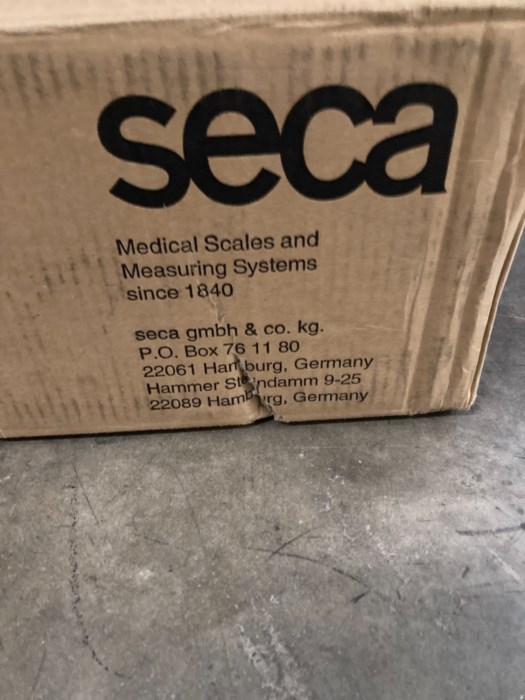 seca
Medical Scales and
Measuring Systems
since 1840
seca gmbh & co. kg.
P.O. Box 76 11 80
22061 Hamburg, Germany
Hammer Steindamm 9-25
22089 Hamburg, Germany